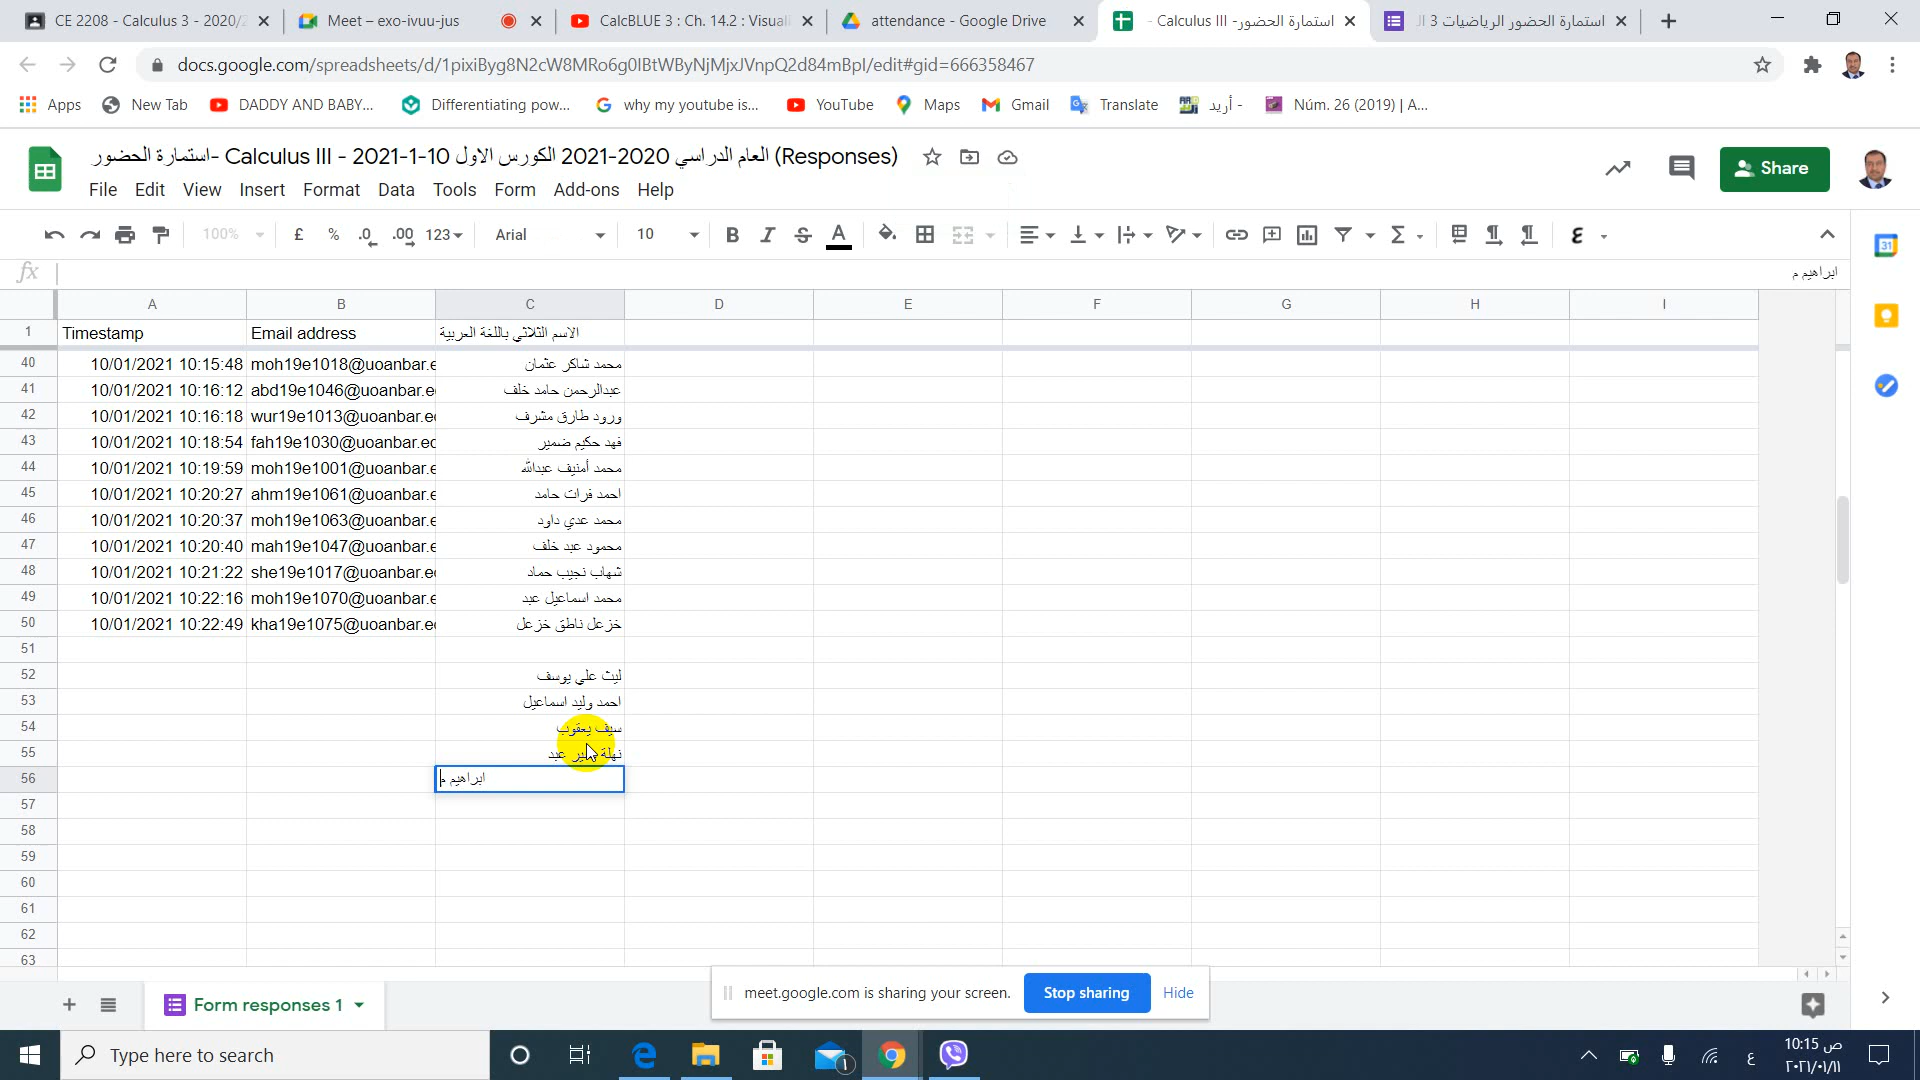 CE 2208 - Calculus 3 - 2020/2
Meet – exo-ivuu-jus
CalcBLUE 3 : Ch. 14.2 : Visuali
attendance - Google Drive
استمارة الحضور- Calculus III -
استمارة الحضور الرياضيات 3 ال
docs.google.com/spreadsheets/d/1pixiByg8N2cW8MRo6g0IBtWByNjMjxJVnpQ2d84mBpI/edit#gid=666358467
Apps
New Tab
DADDY AND BABY...
Differentiating pow...
why my youtube is...
YouTube
Maps
Gmail
Translate
أريد -
Núm. 26 (2019) | A...
استمارة الحضور- Calculus III - 2021-1-10 العام الدراسي 2020-2021 الكورس الاول (Responses)
Share
File Edit View Insert Format Data Tools Form Add-ons Help
100% £ % .0 .00 123 Arial 10 B I S A
fx ابراهيم م
A B C D E F G H I
1 Timestamp Email address الاسم الثلاثي باللغة العربية
40 10/01/2021 10:15:48 moh19e1018@uoanbar.e محمد شاكر عثمان
41 10/01/2021 10:16:12 abd19e1046@uoanbar.e عبدالرحمن حامد خلف
42 10/01/2021 10:16:18 wur19e1013@uoanbar.e ورود طارق مشرف
43 10/01/2021 10:18:54 fah19e1030@uoanbar.ec فهد حكيم ضمير
44 10/01/2021 10:19:59 moh19e1001@uoanbar.e محمد أمنيف عبدالله
45 10/01/2021 10:20:27 ahm19e1061@uoanbar.e احمد فرات حامد
46 10/01/2021 10:20:37 moh19e1063@uoanbar.e محمد عدي داود
47 10/01/2021 10:20:40 mah19e1047@uoanbar.e محمود عبد خلف
48 10/01/2021 10:21:22 she19e1017@uoanbar.e شهاب نجيب حماد
49 10/01/2021 10:22:16 moh19e1070@uoanbar.e محمد اسماعيل عبد
50 10/01/2021 10:22:49 kha19e1075@uoanbar.e خزعل ناطق خزعل
51
52 ليث علي يوسف
53 احمد وليد اسماعيل
54 سيف يعقوب
55 نهلة عبد
56 ابراهيم م
57
58
59
60
61
62
63
Form responses 1
meet.google.com is sharing your screen.
Stop sharing
Hide
Type here to search
ع
10:15 ص
٢٠٢١/٠١/١١